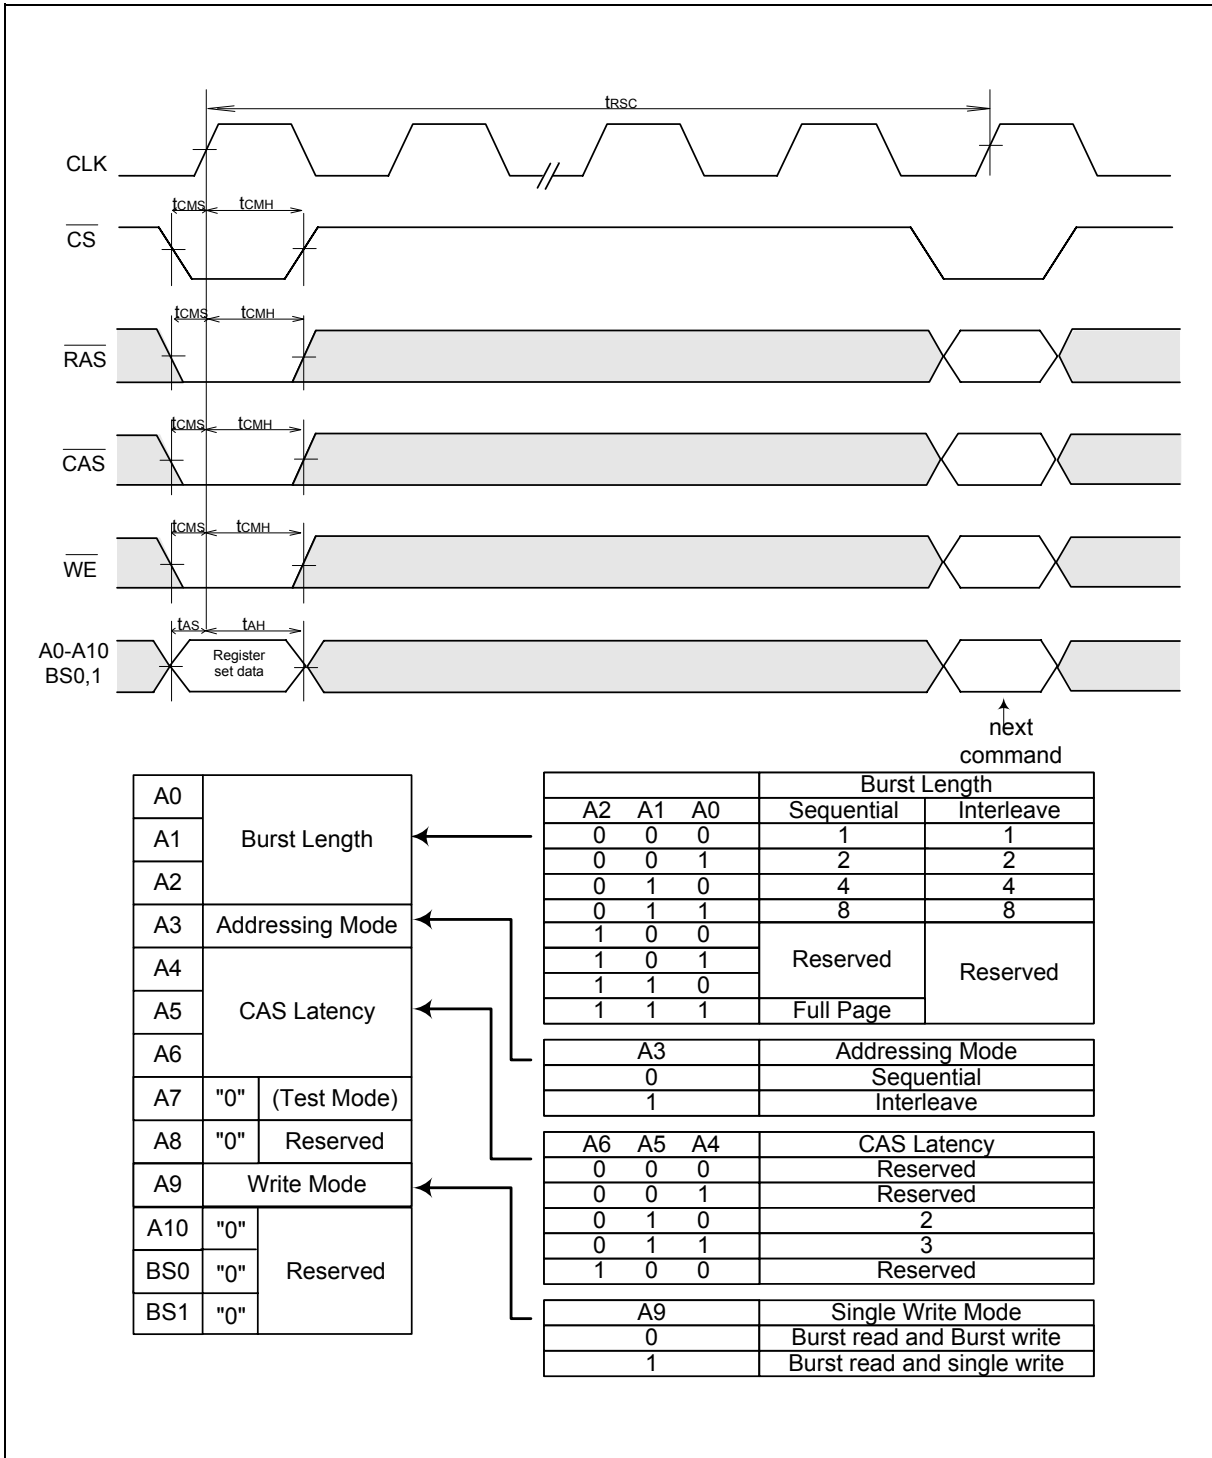 tRSC
CLK
tCMS tCMH
CS
tCMS tCMH
RAS
tCMS tCMH
CAS
tCMS tCMH
WE
tAS tAH
A0-A10
BS0,1
Register
set data
next
command
A0
A1
A2
Burst Length
A3 Addressing Mode
A4
A5
A6
CAS Latency
A7 "0" (Test Mode)
A8 "0" Reserved
A9 Write Mode
A10 "0"
BS0 "0"
BS1 "0"
Reserved
Burst Length
A2 A1 A0 Sequential Interleave
0 0 0 1 1
0 0 1 2 2
0 1 0 4 4
0 1 1 8 8
1 0 0
1 0 1 Reserved Reserved
1 1 0
1 1 1 Full Page
A3 Addressing Mode
0 Sequential
1 Interleave
A6 A5 A4 CAS Latency
0 0 0 Reserved
0 0 1 Reserved
0 1 0 2
0 1 1 3
1 0 0 Reserved
A9 Single Write Mode
0 Burst read and Burst write
1 Burst read and single write